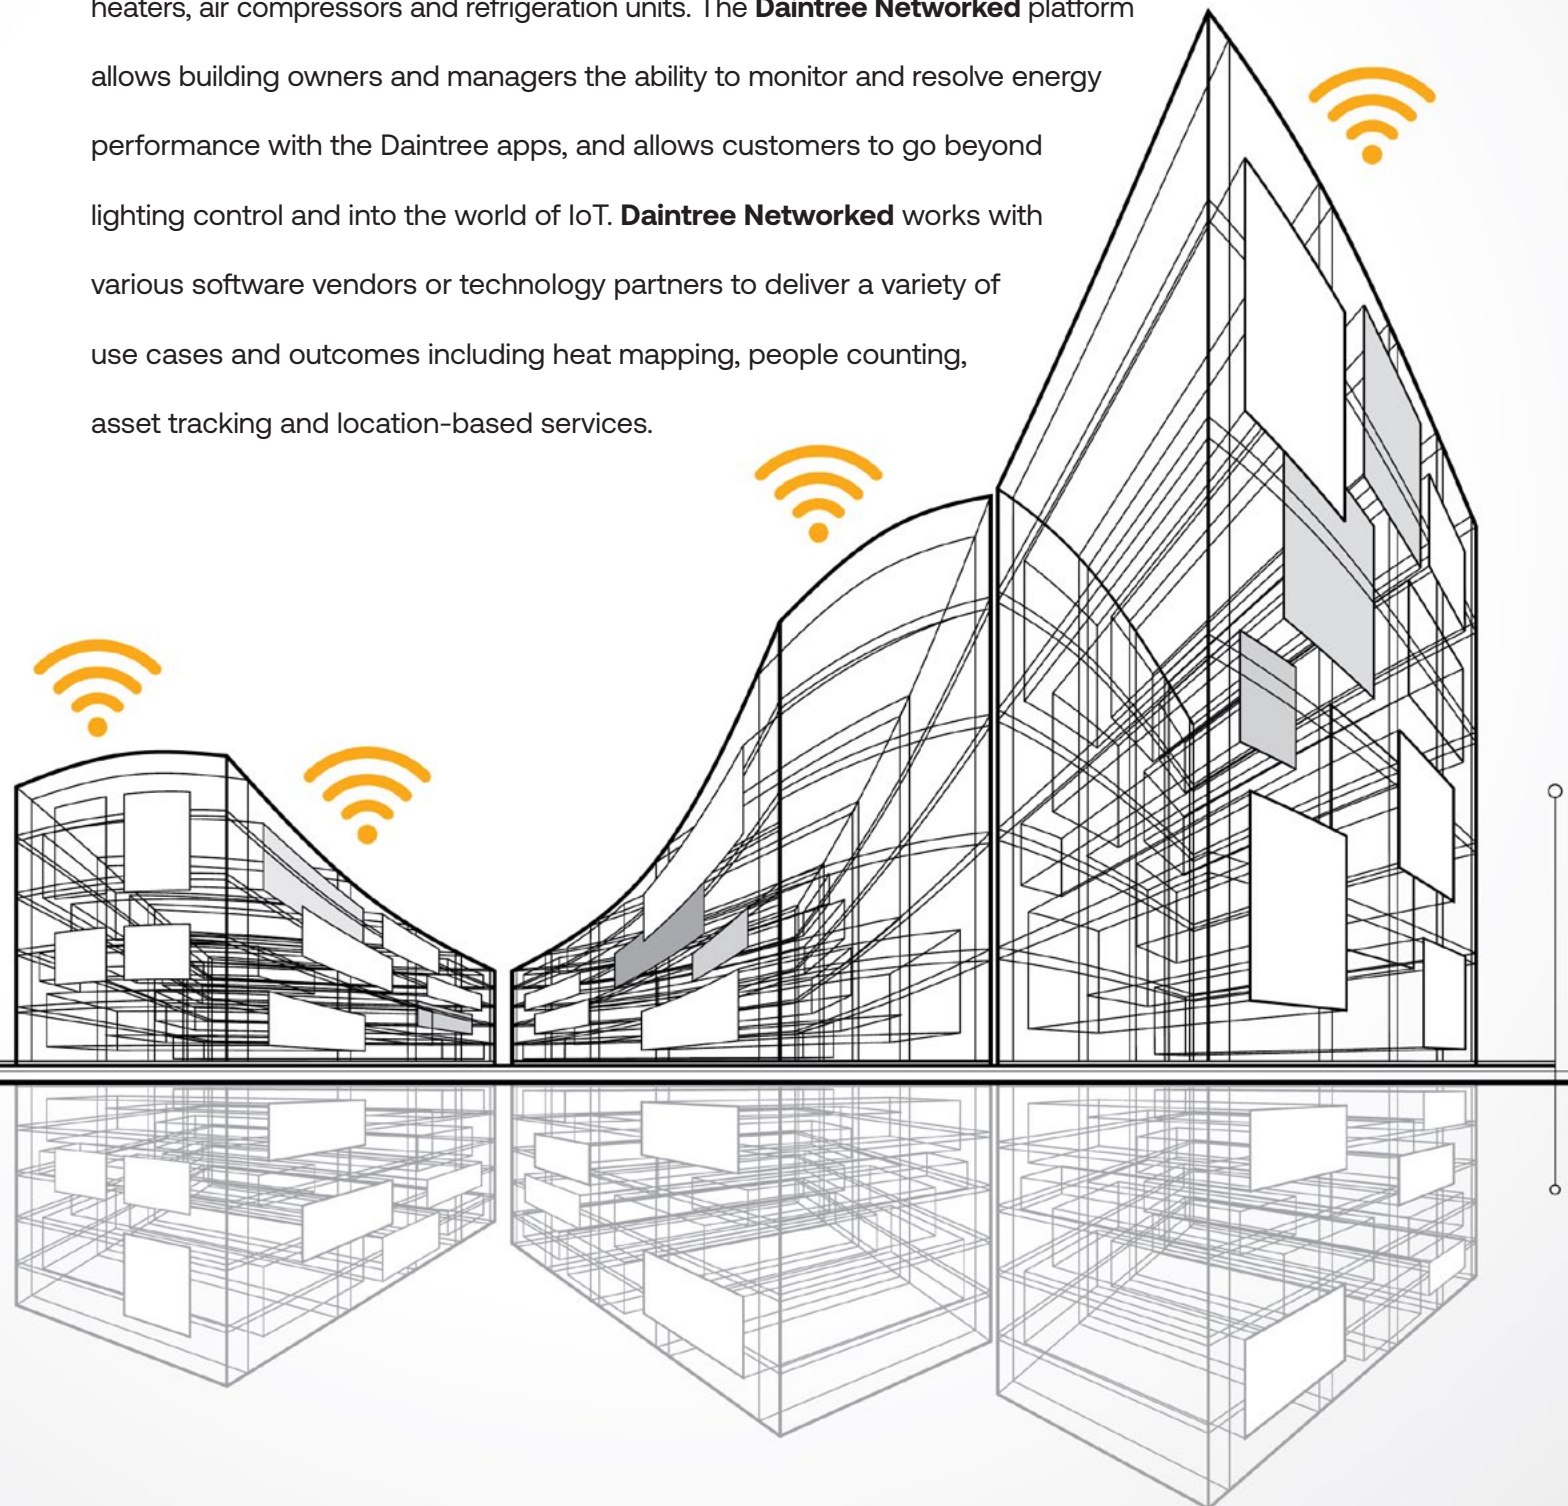 heaters, air compressors and refrigeration units. The Daintree Networked platform
allows building owners and managers the ability to monitor and resolve energy
performance with the Daintree apps, and allows customers to go beyond
lighting control and into the world of IoT. Daintree Networked works with
various software vendors or technology partners to deliver a variety of
use cases and outcomes including heat mapping, people counting,
asset tracking and location-based services.